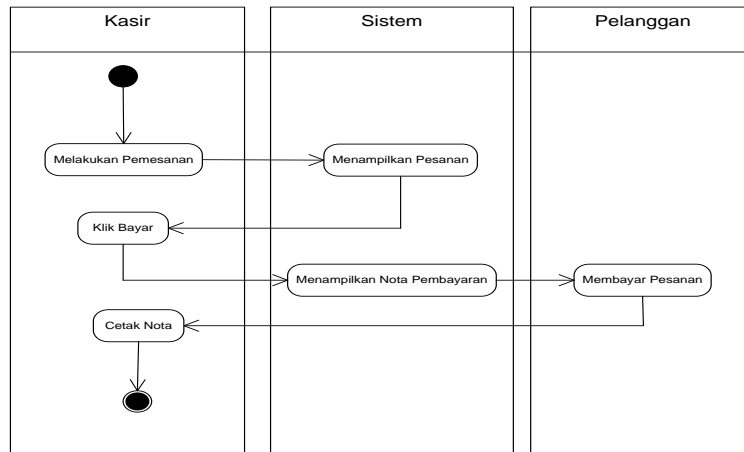 Kasir
Sistem
Pelanggan
Melakukan Pemesanan
Menampilkan Pesanan
Klik Bayar
Menampilkan Nota Pembayaran
Membayar Pesanan
Cetak Nota